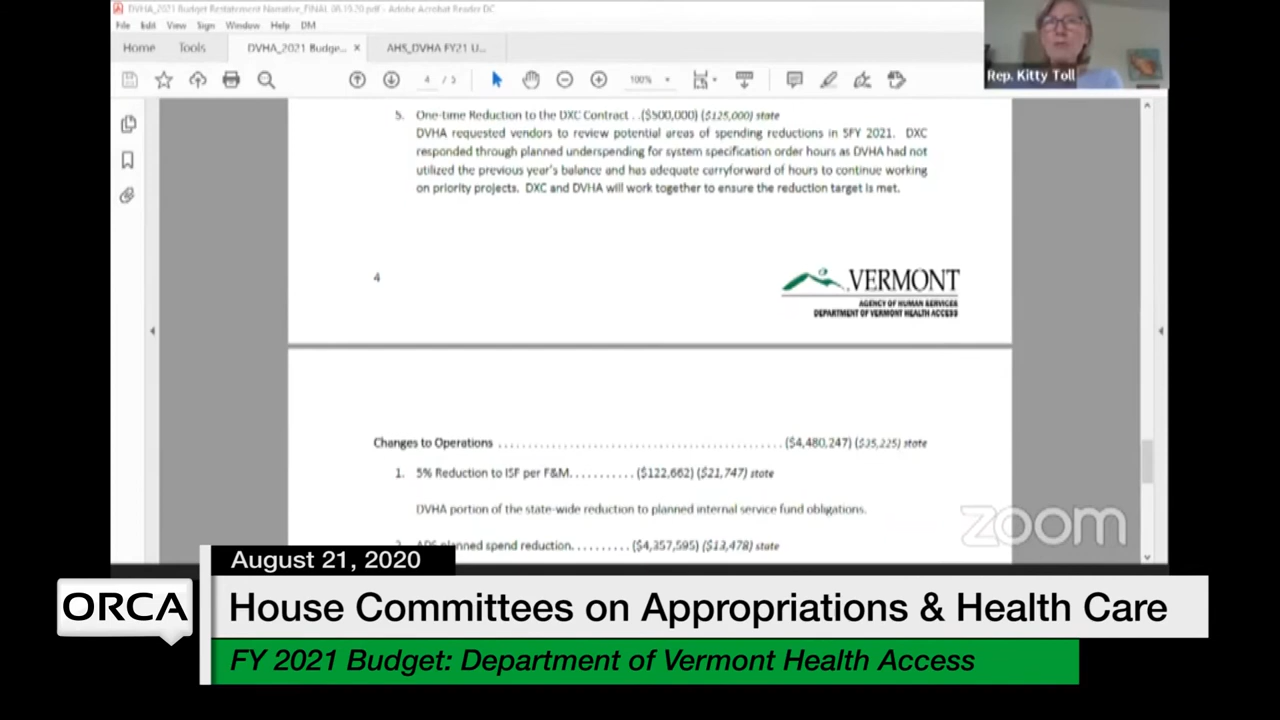 DVHA_2021 Budget Restatement Narrative_FINAL 08.19.20.pdf - Adobe Acrobat Reader DC
File Edit View Sign Window Help DM
Home Tools DVHA_2021 Budge... × AHS_DVHA FY21 U...
4 / 5 100%
Rep. Kitty Toll
5. One-time Reduction to the DXC Contract . .($500,000) ($125,000) state
DVHA requested vendors to review potential areas of spending reductions in SFY 2021. DXC
responded through planned underspending for system specification order hours as DVHA had not
utilized the previous year's balance and has adequate carryforward of hours to continue working
on priority projects. DXC and DVHA will work together to ensure the reduction target is met.
4
VERMONT
AGENCY OF HUMAN SERVICES
DEPARTMENT OF VERMONT HEALTH ACCESS
Changes to Operations . . . . . . . . . . . . . . . . . . . . . . . . . . . . . . . . . . . . . . . . . . . ($4,480,247) ($35,225) state
1. 5% Reduction to ISF per F&M. . . . . . . . . . ($122,662) ($21,747) state
DVHA portion of the state-wide reduction to planned internal service fund obligations.
planned spend reduction. . . . . . . . . ($4,357,595) ($13,478) state
zoom
August 21, 2020
ORCA
House Committees on Appropriations & Health Care
FY 2021 Budget: Department of Vermont Health Access